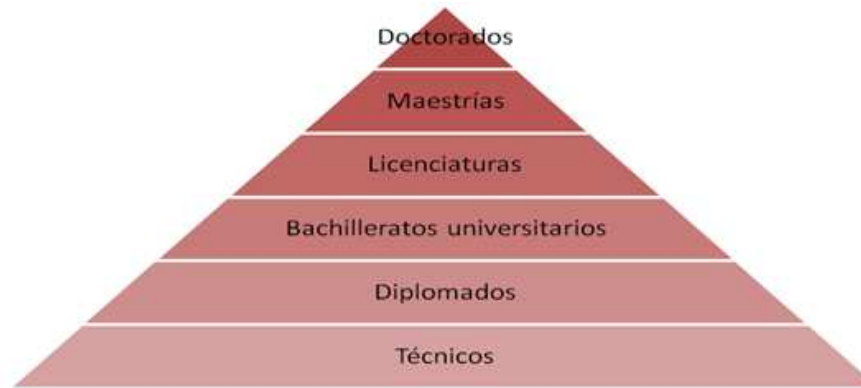 Doctorados
Maestrías
Licenciaturas
Bachilleratos universitarios
Diplomados
Técnicos